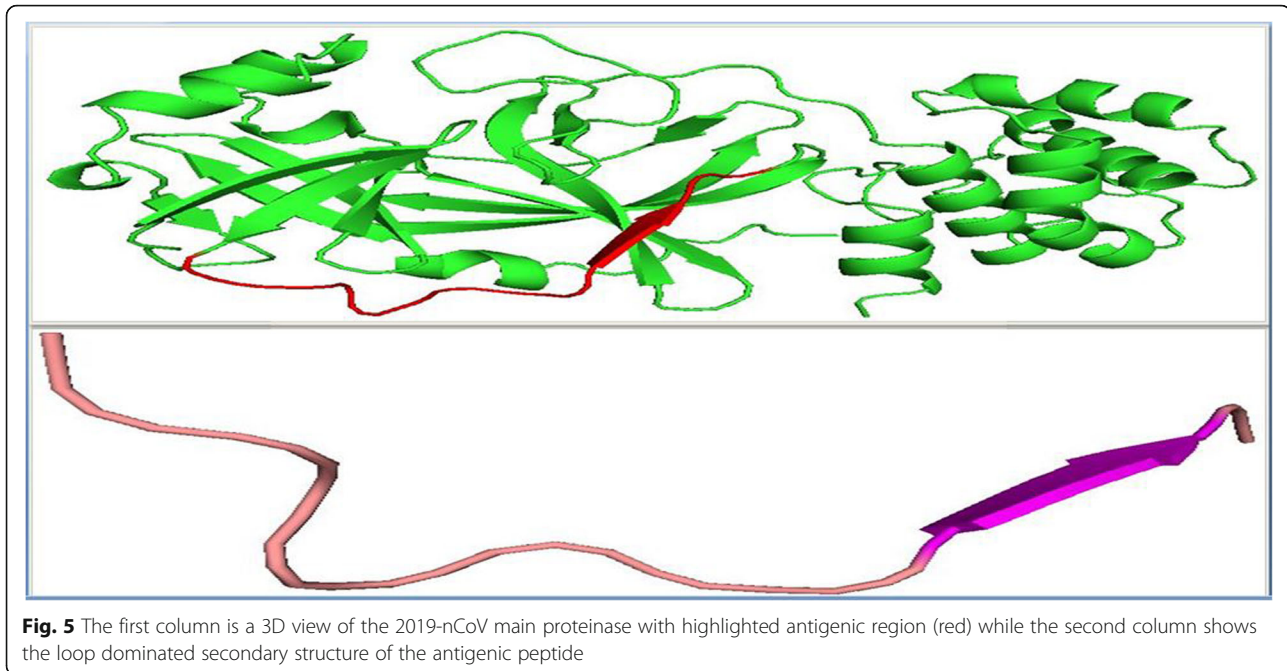 Fig. 5 The first column is a 3D view of the 2019-nCoV main proteinase with highlighted antigenic region (red) while the second column shows
the loop dominated secondary structure of the antigenic peptide